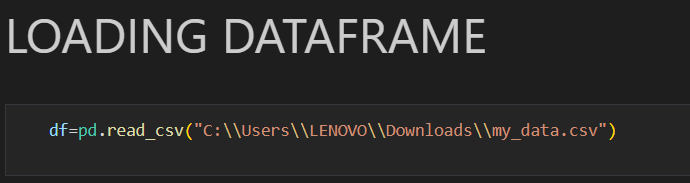 LOADING DATAFRAME
df=pd.read_csv("C:\\Users\\LENOVO\\Downloads\\my_data.csv")